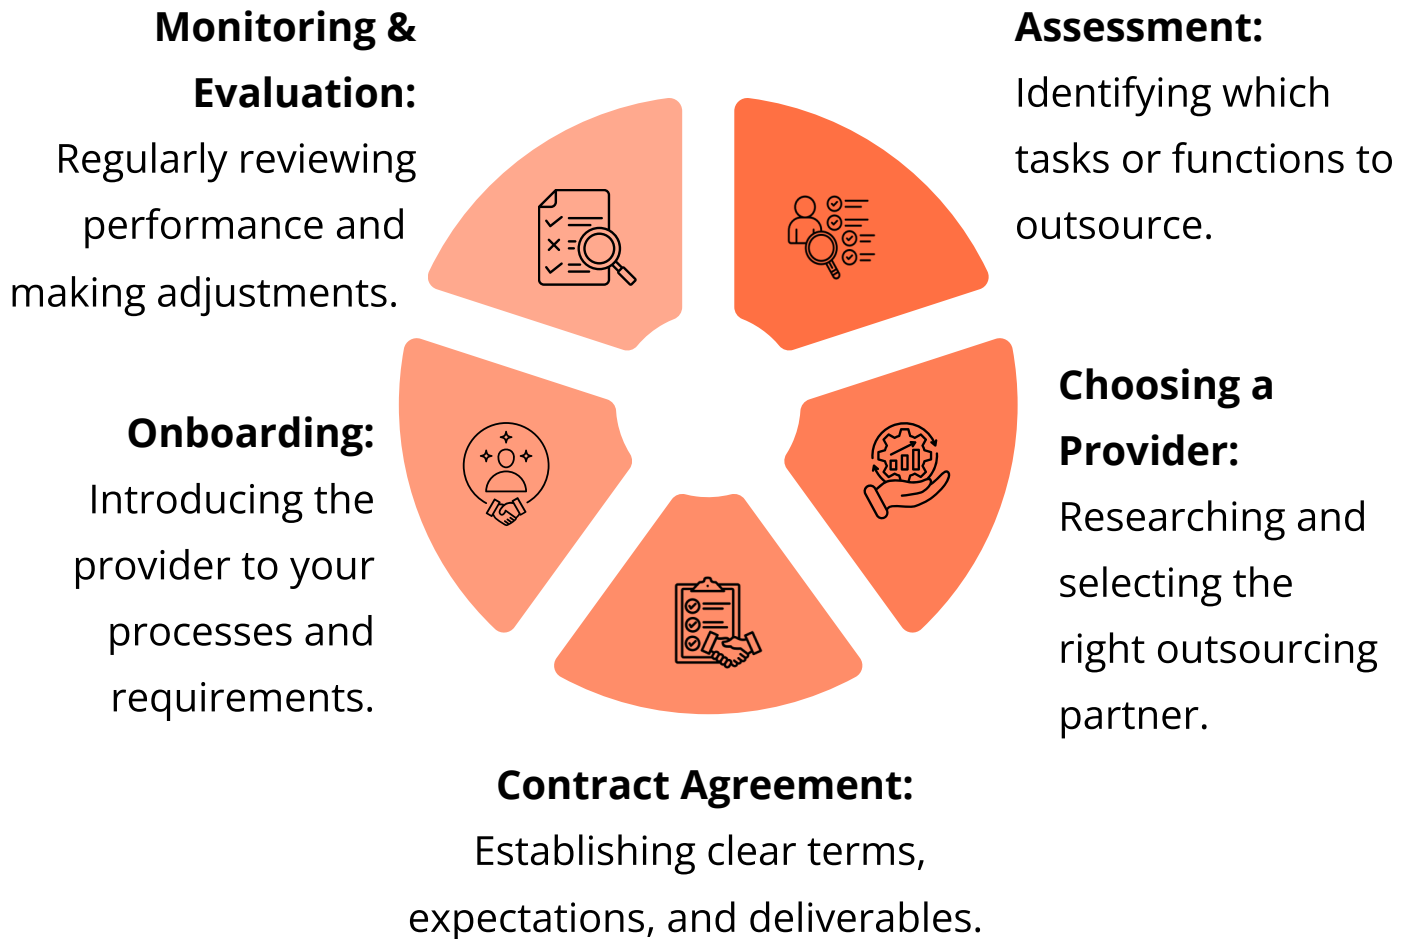 Assessment:
Identifying which
tasks or functions to
outsource.
Choosing a
Provider:
Researching and
selecting the
right outsourcing
partner.
Contract Agreement:
Establishing clear terms,
expectations, and deliverables.
Onboarding:
Introducing the
provider to your
processes and
requirements.
Monitoring &
Evaluation:
Regularly reviewing
performance and
making adjustments.